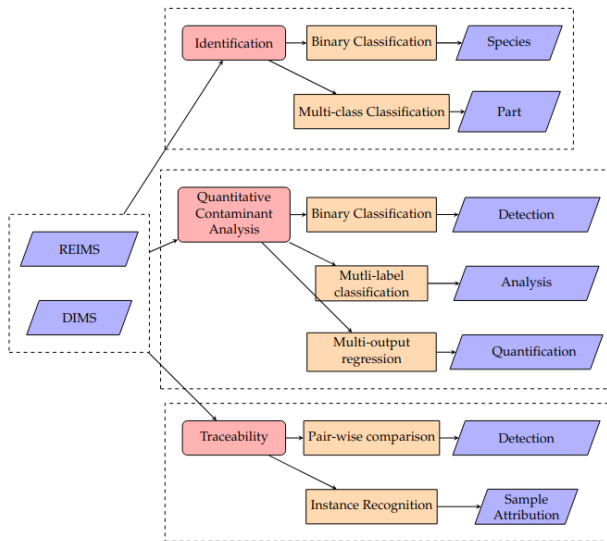 Identification
Binary Classification
Species
Multi-class Classification
Part
Quantitative
Contaminant
Analysis
Binary Classification
Detection
REIMS
Mutli-label
classification
Analysis
DIMS
Multi-output
regression
Quantification
Traceability
Pair-wise comparison
Detection
Instance Recognition
Sample
Attribution